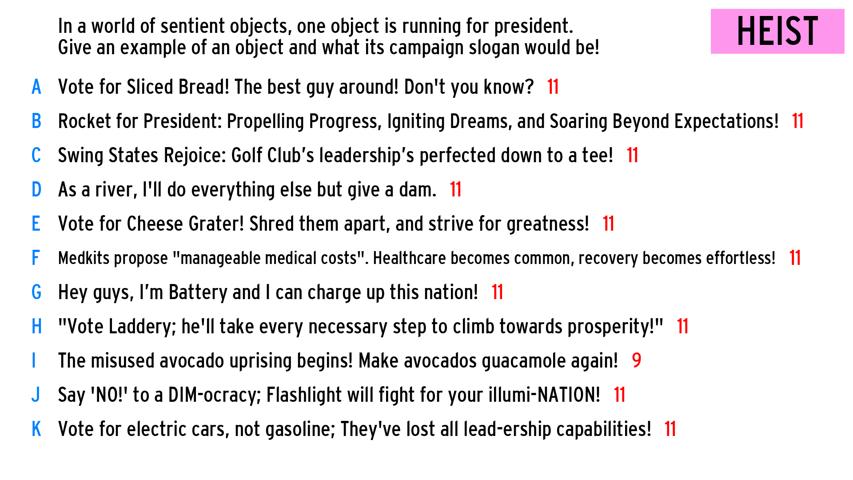 In a world of sentient objects, one object is running for president.
Give an example of an object and what its campaign slogan would be!
HEIST
A Vote for Sliced Bread! The best guy around! Don't you know? 11
B Rocket for President: Propelling Progress, Igniting Dreams, and Soaring Beyond Expectations! 11
C Swing States Rejoice: Golf Club’s leadership’s perfected down to a tee! 11
D As a river, I'll do everything else but give a dam. 11
E Vote for Cheese Grater! Shred them apart, and strive for greatness! 11
F Medkits propose "manageable medical costs". Healthcare becomes common, recovery becomes effortless! 11
G Hey guys, I’m Battery and I can charge up this nation! 11
H "Vote Laddery; he'll take every necessary step to climb towards prosperity!" 11
I The misused avocado uprising begins! Make avocados guacamole again! 9
J Say 'NO!' to a DIM-ocracy; Flashlight will fight for your illumi-NATION! 11
K Vote for electric cars, not gasoline; They've lost all lead-ership capabilities! 11